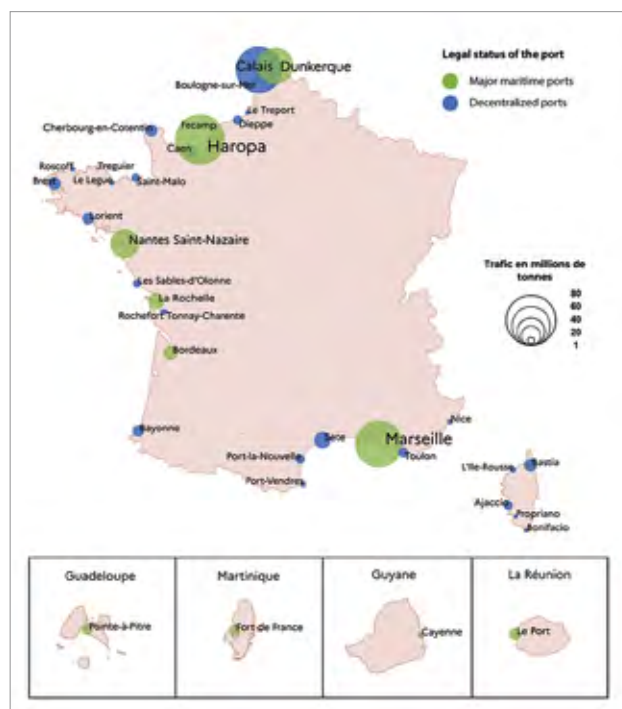 Legal status of the port
Major maritime ports
Decentralized ports
Calais
Dunkerque
Boulogne-sur-Mer
Le Treport
Dieppe
Fecamp
Cherbourg-en-Cotentin
Caen
Haropa
Roscoff
Treguier
Brest
Le Legue
Saint-Malo
Lorient
Nantes Saint-Nazaire
Les Sables-d'Olonne
La Rochelle
Rochefort Tonnay-Charente
Bordeaux
Trafic en millions de
tonnes
80
60
40
20
1
Bayonne
Nice
Sete
Marseille
Port-la-Nouvelle
Toulon
Port-Vendres
L'Ile-Rousse
Bastia
Ajaccio
Propriano
Bonifacio
Guadeloupe
Martinique
Guyane
La Réunion
Pointe-à-Pitre
Fort-de-France
Cayenne
Le Port